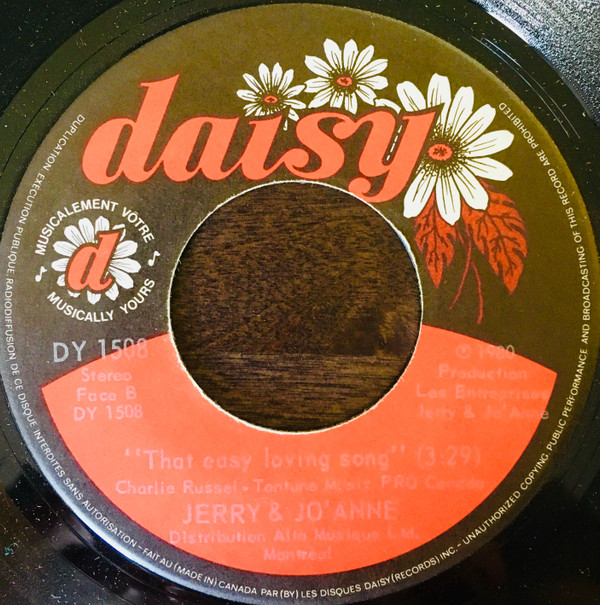 daisy
MUSICALEMENT VOTRE
d
MUSICALLY YOURS
DY 1508
Stereo
Face B
DY 1508
℗ 1980
Production
Les Entreprises
Jerry & Jo'Anne
"That easy loving song" (3:29)
Charlie Russel - Tontune Music PRO Canada
JERRY & JO'ANNE
Distribution Alta Musique I.M.
Montréal
DUPLICATION, EXECUTION PUBLIQUE, RADIODIFFUSION DE CE DISQUE INTERDITES SANS AUTORISATION - FAIT AU (MADE IN) CANADA PAR (BY) LES DISQUES DAISY (RECORDS) INC. - UNAUTHORIZED COPYING, PUBLIC PERFORMANCE AND BROADCASTING OF THIS RECORD ARE PROHIBITED